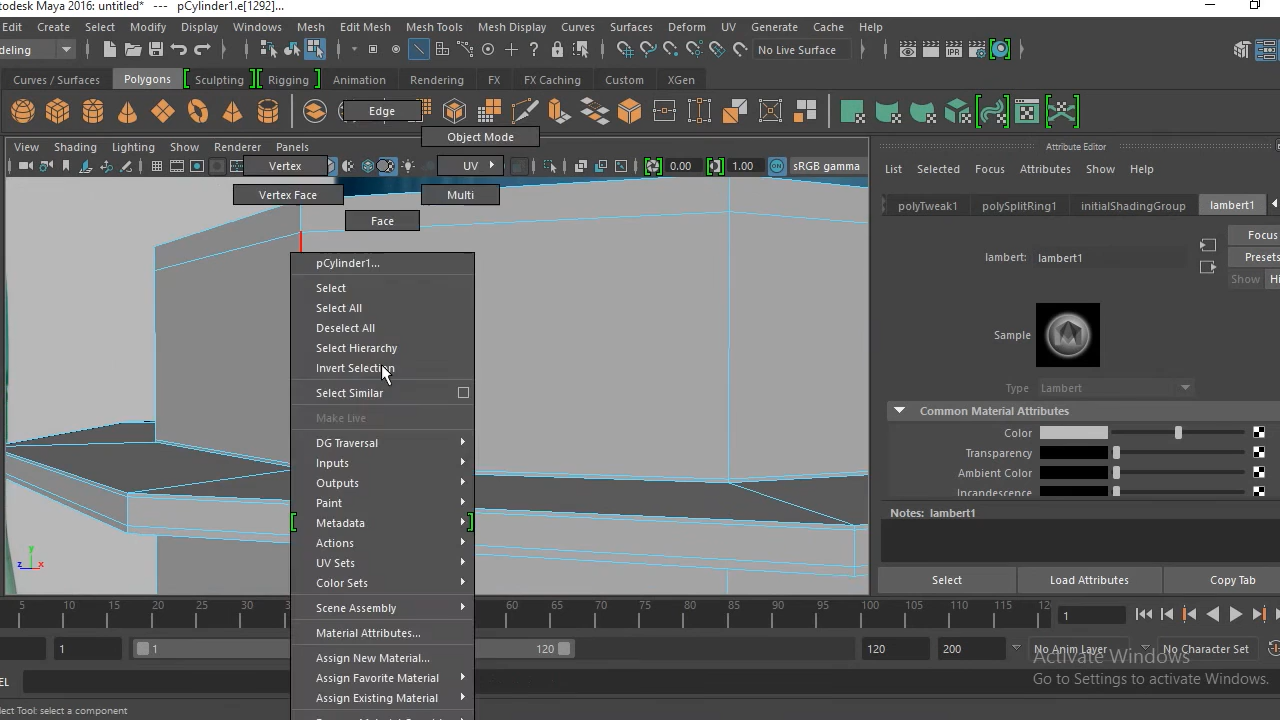 odesk Maya 2016: untitled* --- pCylinder1.e[1292]...
Edit Create Select Modify Display Windows Mesh Edit Mesh Mesh Tools Mesh Display Curves Surfaces Deform UV Generate Cache Help
deling No Live Surface
Curves / Surfaces Polygons Sculpting Rigging Animation Rendering FX FX Caching Custom XGen
Edge
Object Mode
View Shading Lighting Show Renderer Panels
Attribute Editor
Vertex UV 0.00 1.00 sRGB gamma
List Selected Focus Attributes Show Help
Vertex Face Multi
polyTweak1 polySplitRing1 initialShadingGroup lambert1
Face
Focus
lambert: lambert1
Presets
Show Hi
pCylinder1...
Select
Select All
Deselect All
Select Hierarchy
Invert Selection
Select Similar
Make Live
DG Traversal
Inputs
Outputs
Paint
Metadata
Actions
UV Sets
Color Sets
Scene Assembly
Material Attributes...
Assign New Material...
Assign Favorite Material
Assign Existing Material
Sample
Type Lambert
Common Material Attributes
Color
Transparency
Ambient Color
Incandescence
Notes: lambert1
Select Load Attributes Copy Tab
y
z x
5 10 15 20 25 30 60 65 70 75 80 85 90 95 100 105 110 115 12
1
1 1 120 120 200 No Anim Layer No Character Set
EL
lect Tool: select a component
Activate Windows
Go to Settings to activate Windows.